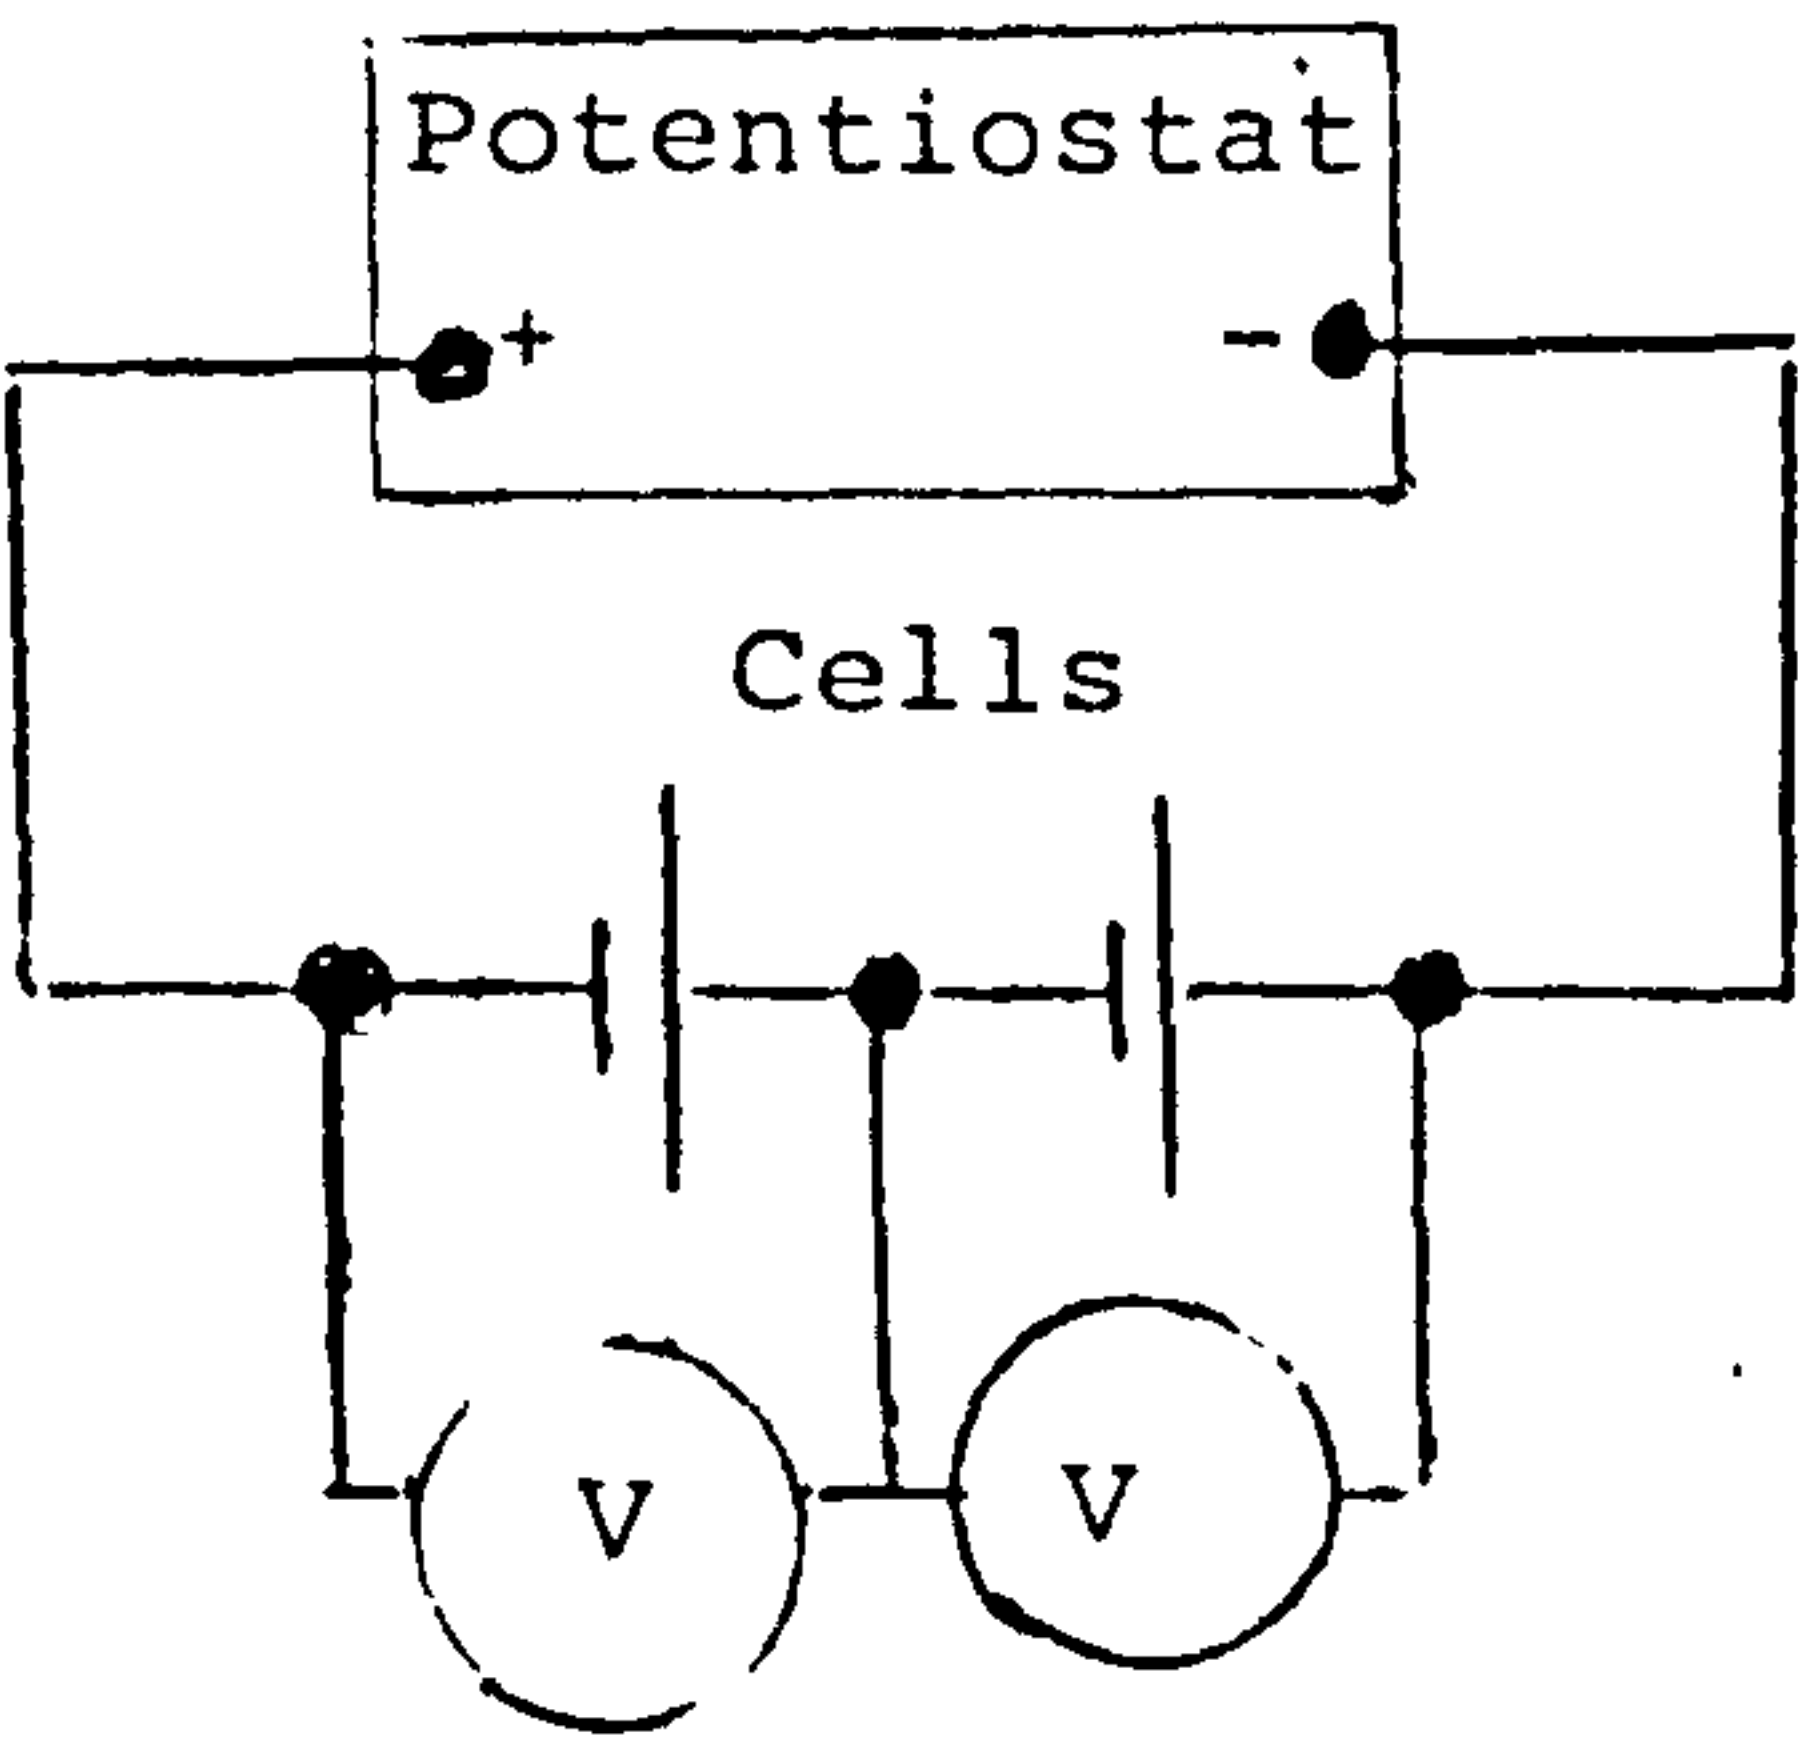 Potentiostat
+ -
Cells
V V